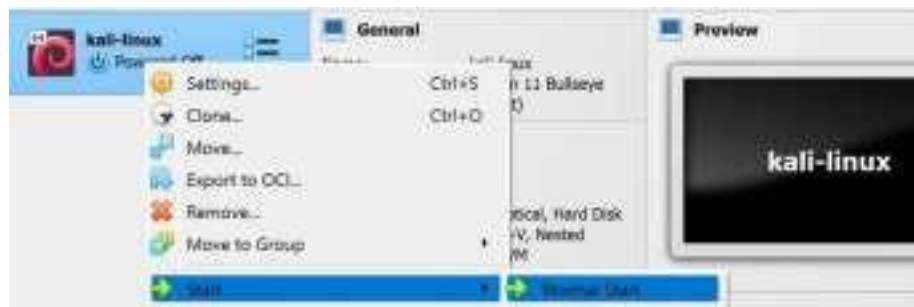 kali-linux
Powered Off
General
Preview
Settings... Ctrl+S
Clone... Ctrl+O
Move...
Export to OCI...
Remove...
Move to Group
Start
Normal Start
11 Bullseye
Optical, Hard Disk
-V, Nested
kali-linux